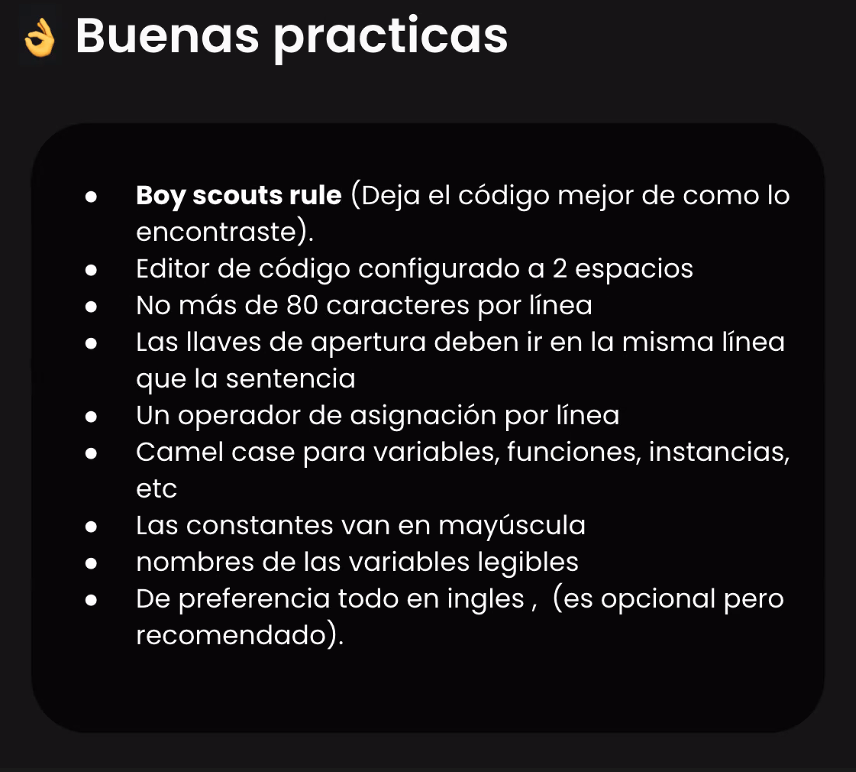 👌 Buenas practicas
● Boy scouts rule (Deja el código mejor de como lo
encontraste).
● Editor de código configurado a 2 espacios
● No más de 80 caracteres por línea
● Las llaves de apertura deben ir en la misma línea
que la sentencia
● Un operador de asignación por línea
● Camel case para variables, funciones, instancias,
etc
● Las constantes van en mayúscula
● nombres de las variables legibles
● De preferencia todo en ingles ,  (es opcional pero
recomendado).